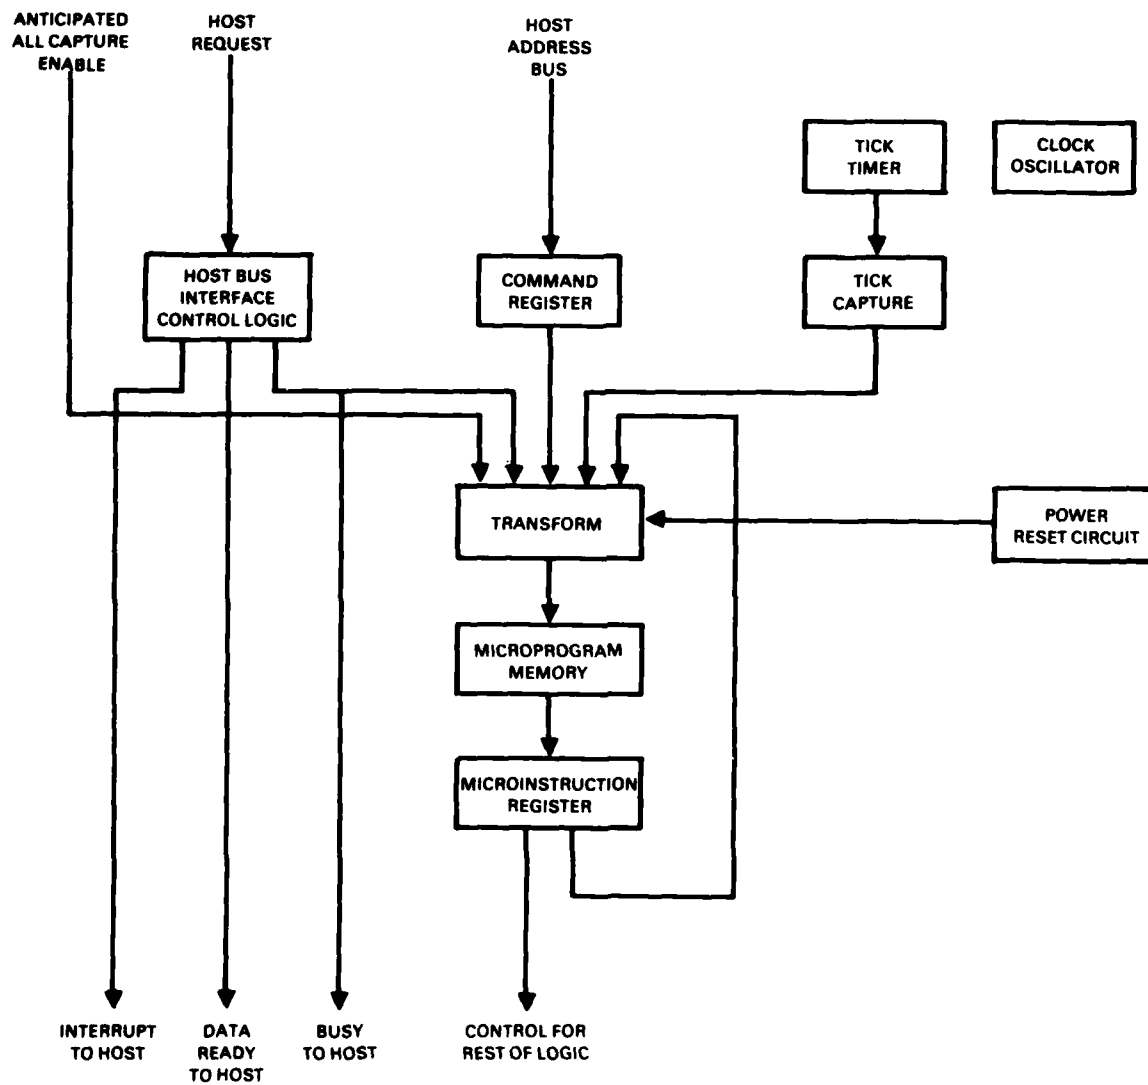 ANTICIPATED
ALL CAPTURE
ENABLE
HOST
REQUEST
HOST
ADDRESS
BUS
TICK
TIMER
CLOCK
OSCILLATOR
HOST BUS
INTERFACE
CONTROL LOGIC
COMMAND
REGISTER
TICK
CAPTURE
TRANSFORM
POWER
RESET CIRCUIT
MICROPROGRAM
MEMORY
MICROINSTRUCTION
REGISTER
INTERRUPT
TO HOST
DATA
READY
TO HOST
BUSY
TO HOST
CONTROL FOR
REST OF LOGIC